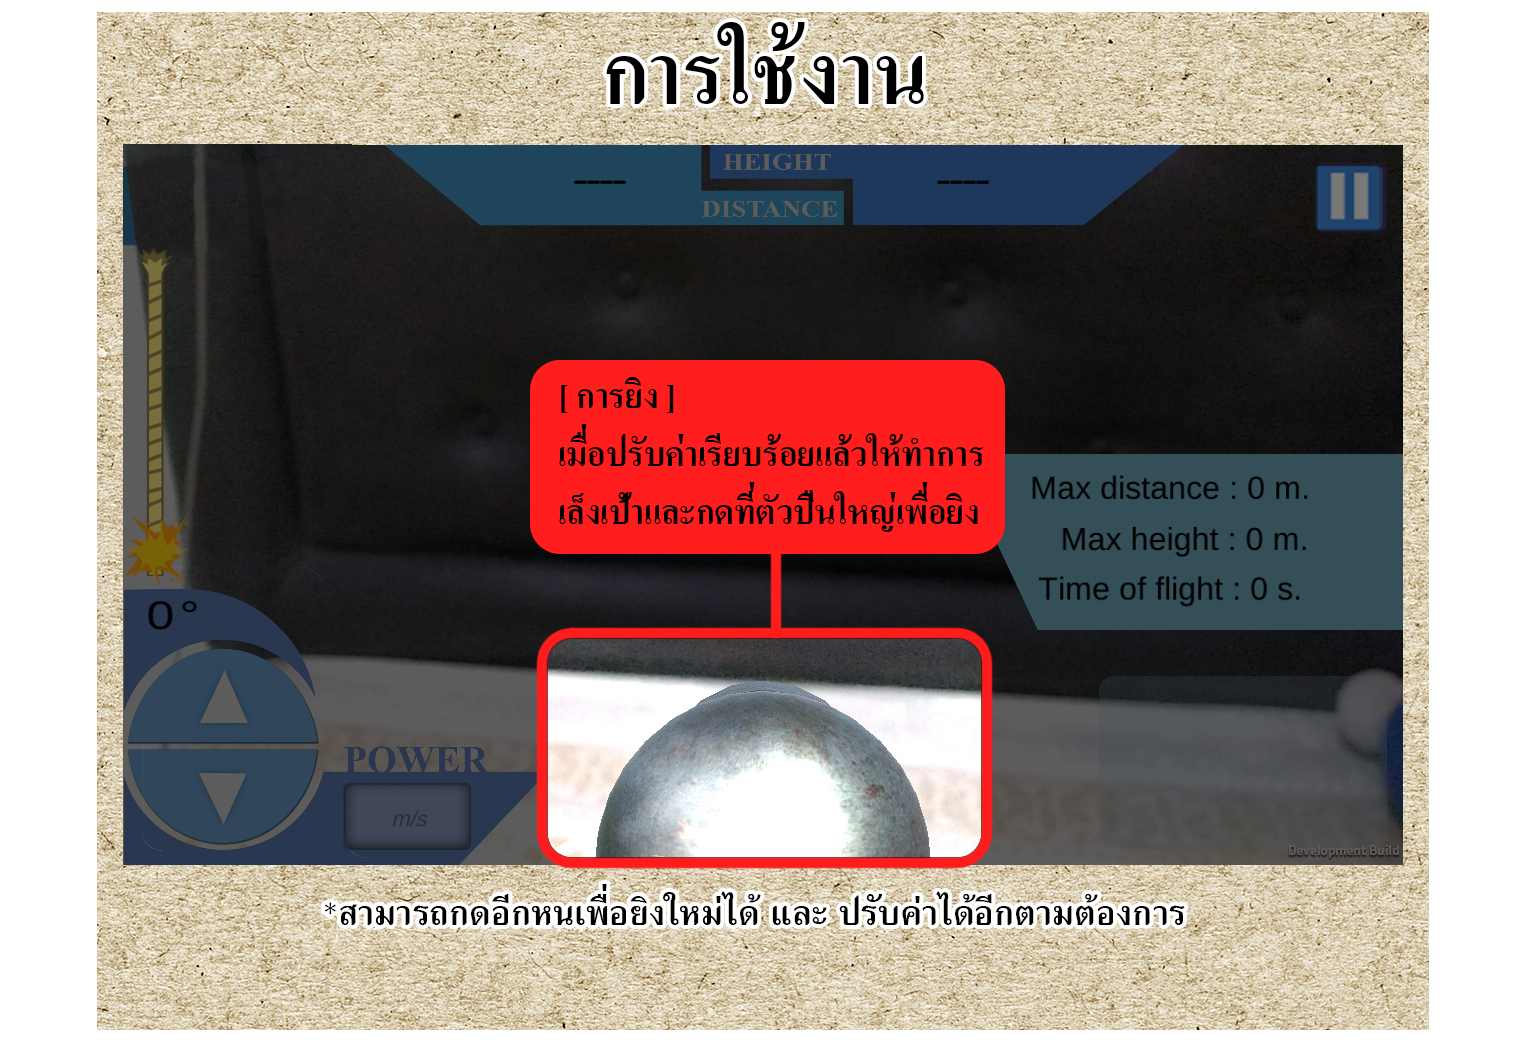 การใช้งาน
HEIGHT
----
----
DISTANCE
[ การยิง ]
เมื่อปรับค่าเรียบร้อยแล้วให้ทำการ
เล็งเป้าและกดที่ตัวปืนใหญ่เพื่อยิง
Max distance : 0 m.
Max height : 0 m.
Time of flight : 0 s.
0°
POWER
m/s
Development Build
*สามารถกดอีกหนเพื่อยิงใหม่ได้ และ ปรับค่าได้อีกตามต้องการ